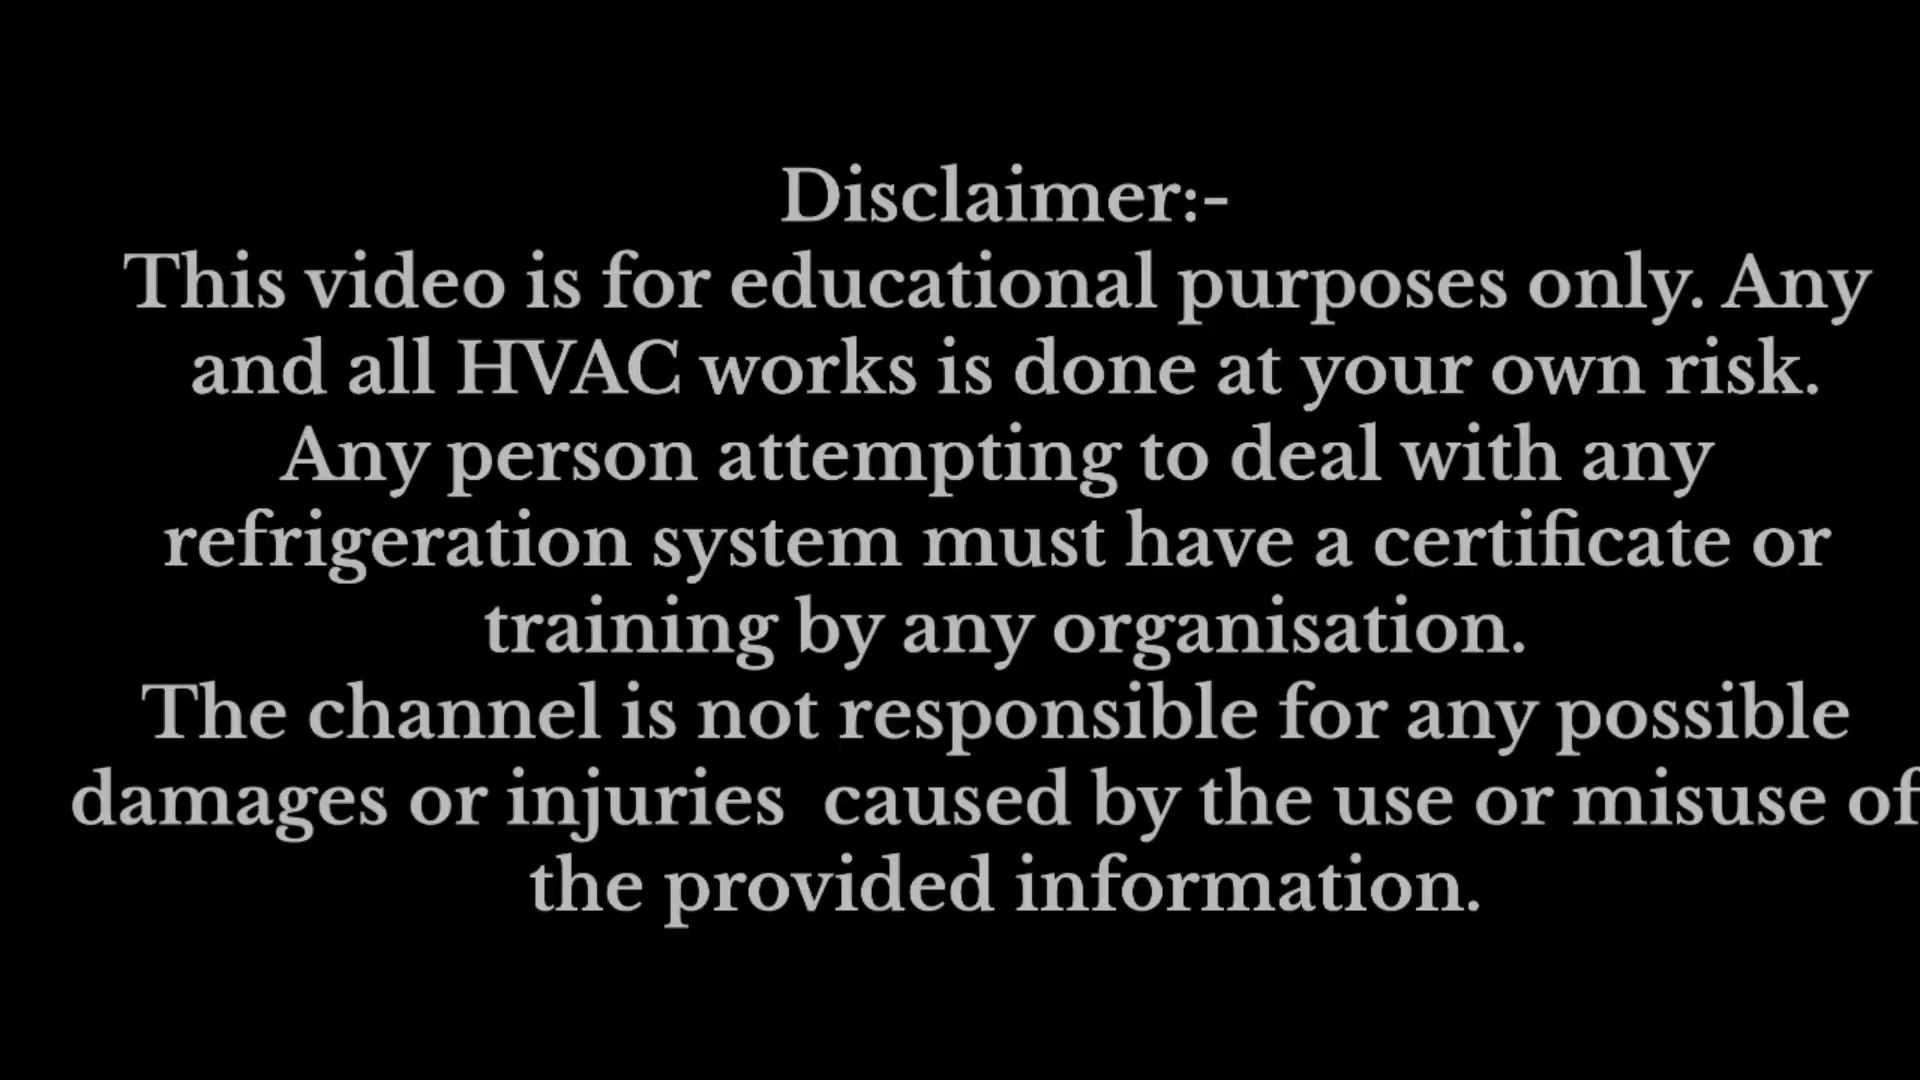 Disclaimer:-
This video is for educational purposes only. Any
and all HVAC works is done at your own risk.
Any person attempting to deal with any
refrigeration system must have a certificate or
training by any organisation.
The channel is not responsible for any possible
damages or injuries  caused by the use or misuse of
the provided information.